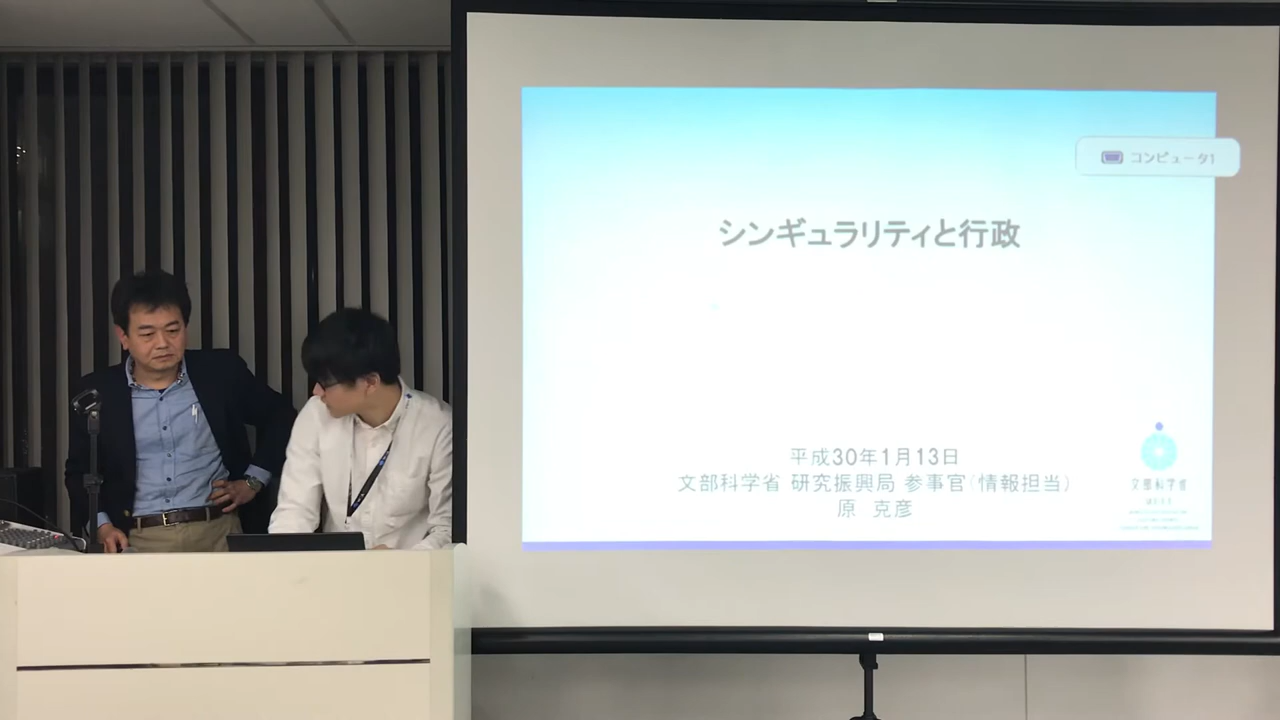 コンピュータ1
シンギュラリティと行政
平成30年1月13日
文部科学省 研究振興局 参事官(情報担当)
原 克彦
文部科学省